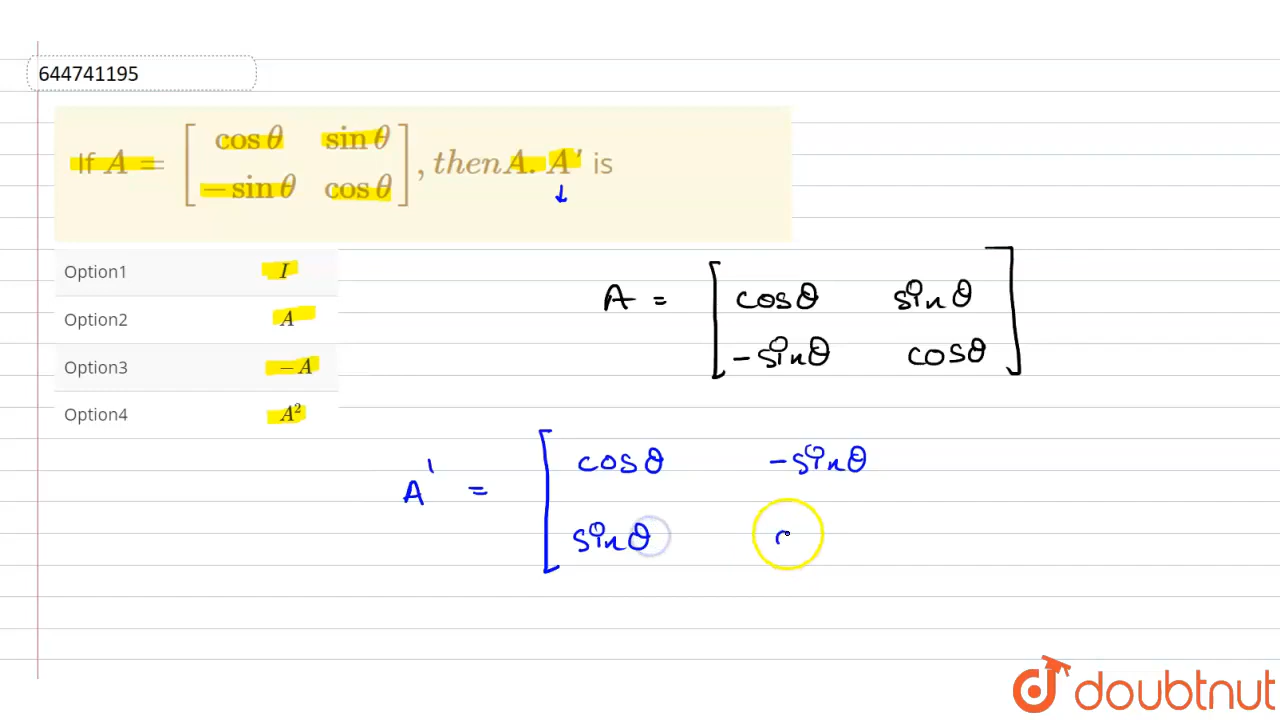 644741195
If A = [ cos θ sin θ
− sin θ cos θ ], then A. A′ is
Option1 I
Option2 A
Option3 − A
Option4 A²
A = [ cosθ sinθ
-sinθ cosθ ]
A' = [ cosθ -sinθ
sinθ
doubtnut